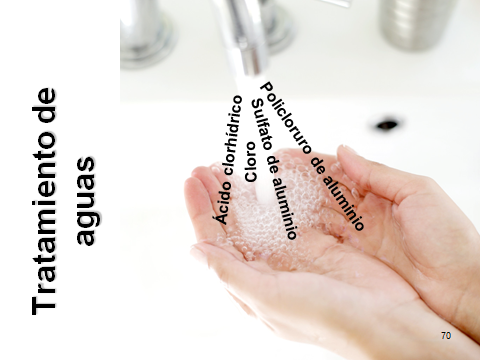 Tratamiento de
aguas
Ácido clorhídrico
Cloro
Sulfato de aluminio
Policloruro de aluminio
70